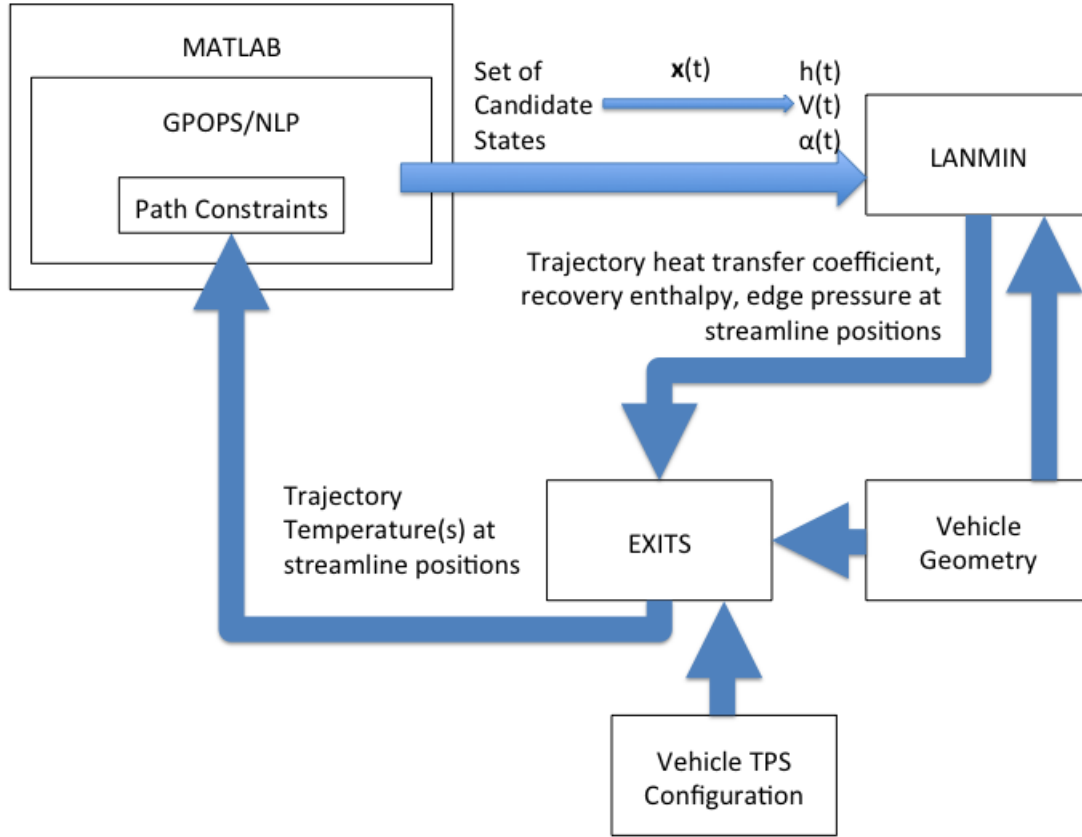 MATLAB
GPOPS/NLP
Path Constraints
Set of
Candidate
States
x(t)
h(t)
V(t)
α(t)
LANMIN
Trajectory heat transfer coefficient,
recovery enthalpy, edge pressure at
streamline positions
Trajectory
Temperature(s) at
streamline positions
EXITS
Vehicle
Geometry
Vehicle TPS
Configuration